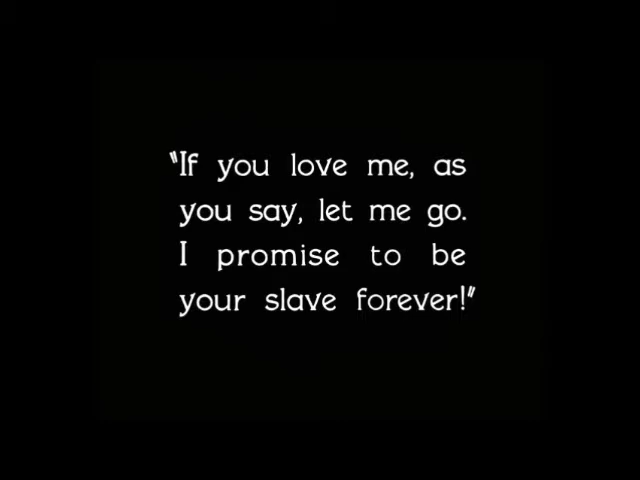 "If you love me, as
you say, let me go.
I promise to be
your slave forever!"